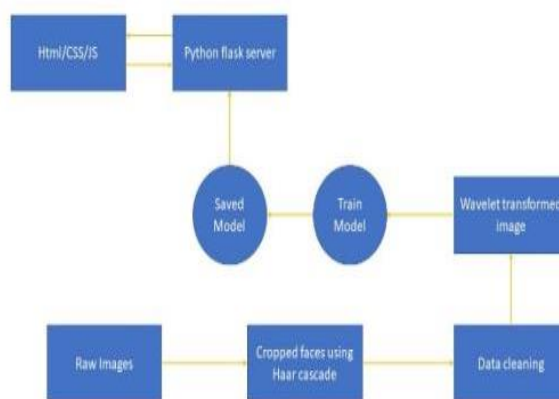 Html/CSS/JS
Python flask server
Saved
Model
Train
Model
Wavelet transformed
image
Raw Images
Cropped faces using
Haar cascade
Data cleaning